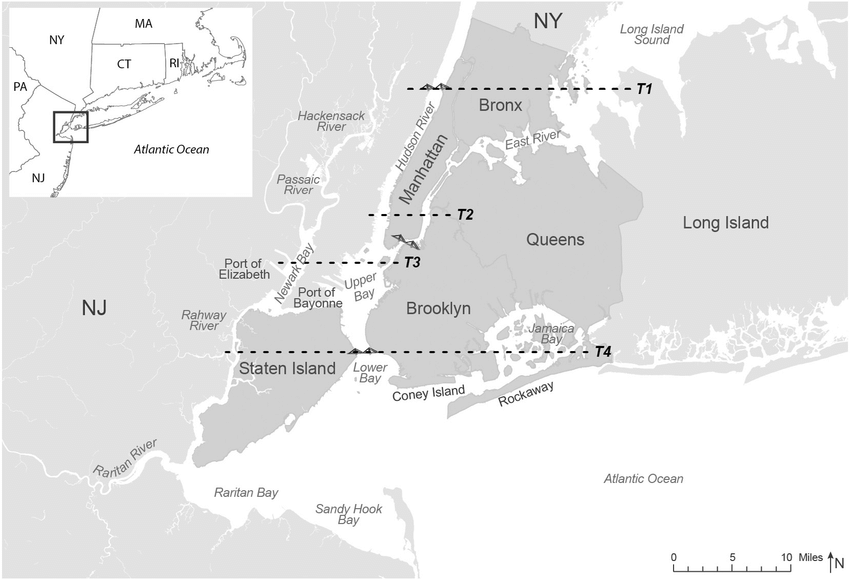 NY
MA
CT
RI
PA
NJ
Atlantic Ocean
NY
Long Island
Sound
T1
Bronx
Hackensack
River
Hudson River
East River
Manhattan
Passaic
River
T2
Long Island
Queens
Port of
Elizabeth
Newark Bay
T3
Port of
Bayonne
Upper
Bay
NJ
Brooklyn
Rahway
River
Jamaica
Bay
T4
Staten Island
Lower
Bay
Coney Island
Rockaway
Raritan River
Raritan Bay
Sandy Hook
Bay
Atlantic Ocean
0 5 10 Miles N